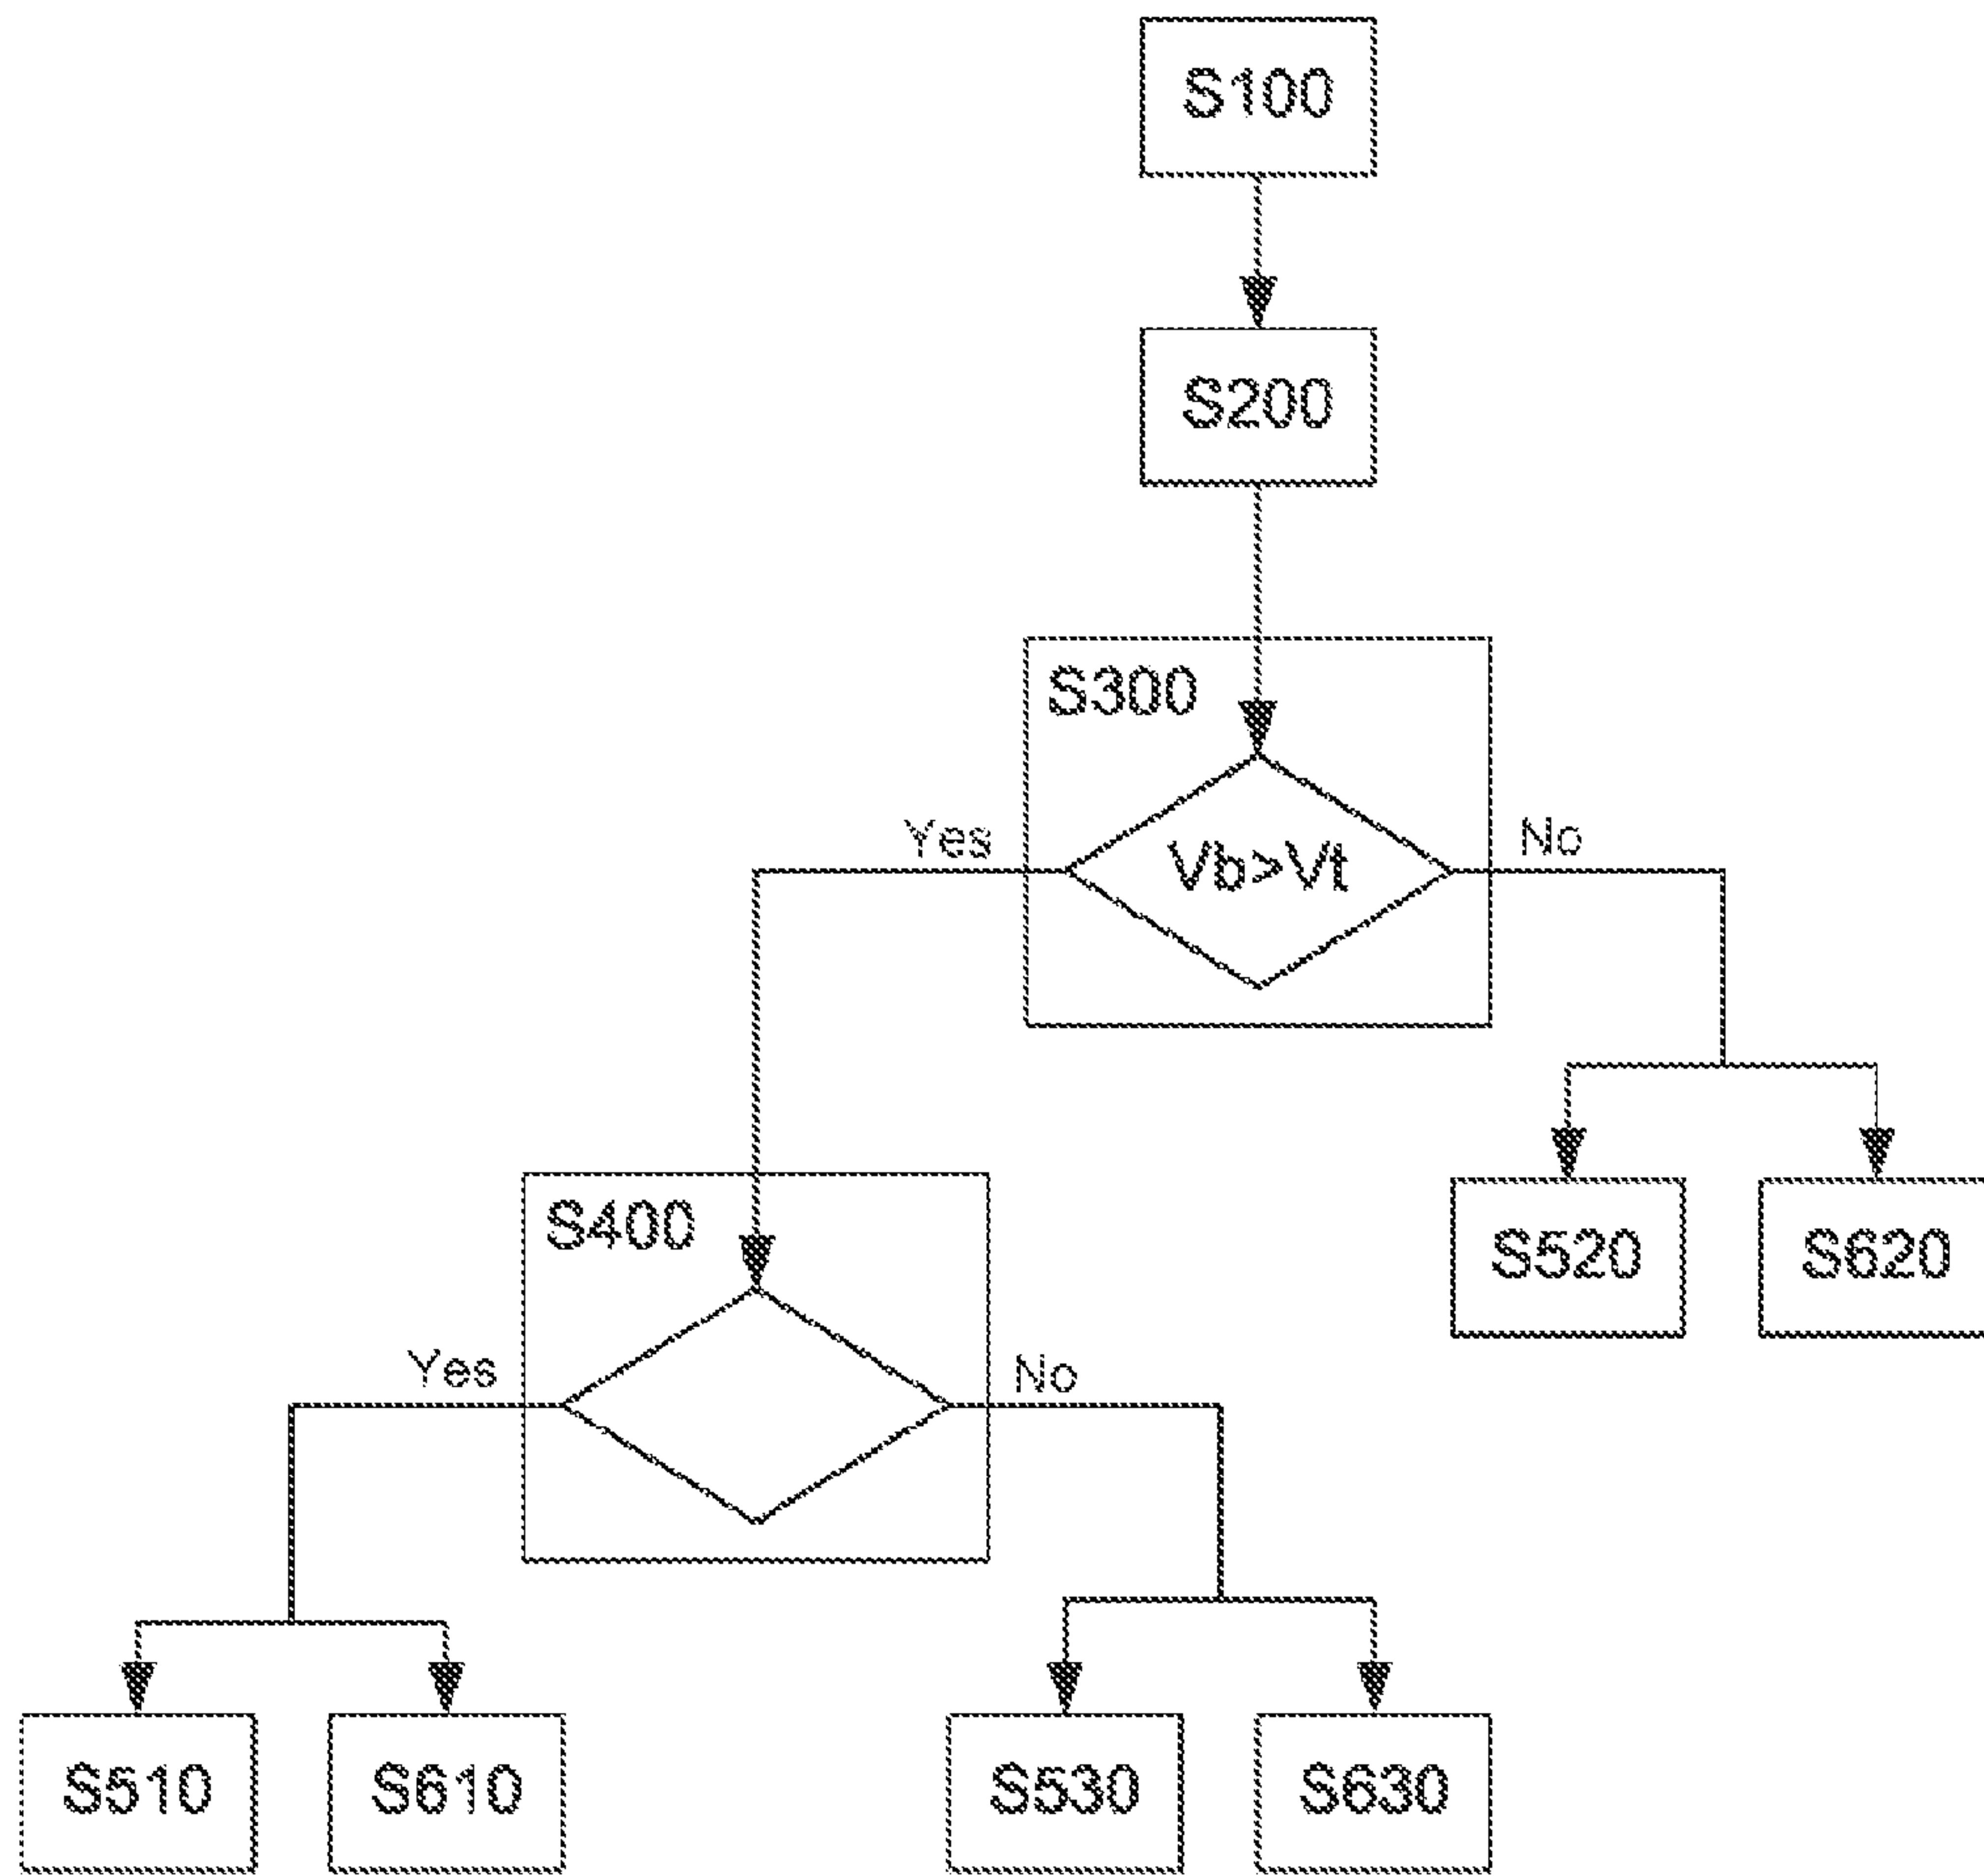 S100
S200
S300
Yes
Vb>Vt
No
S400
S520
S620
Yes
No
S510
S610
S530
S630